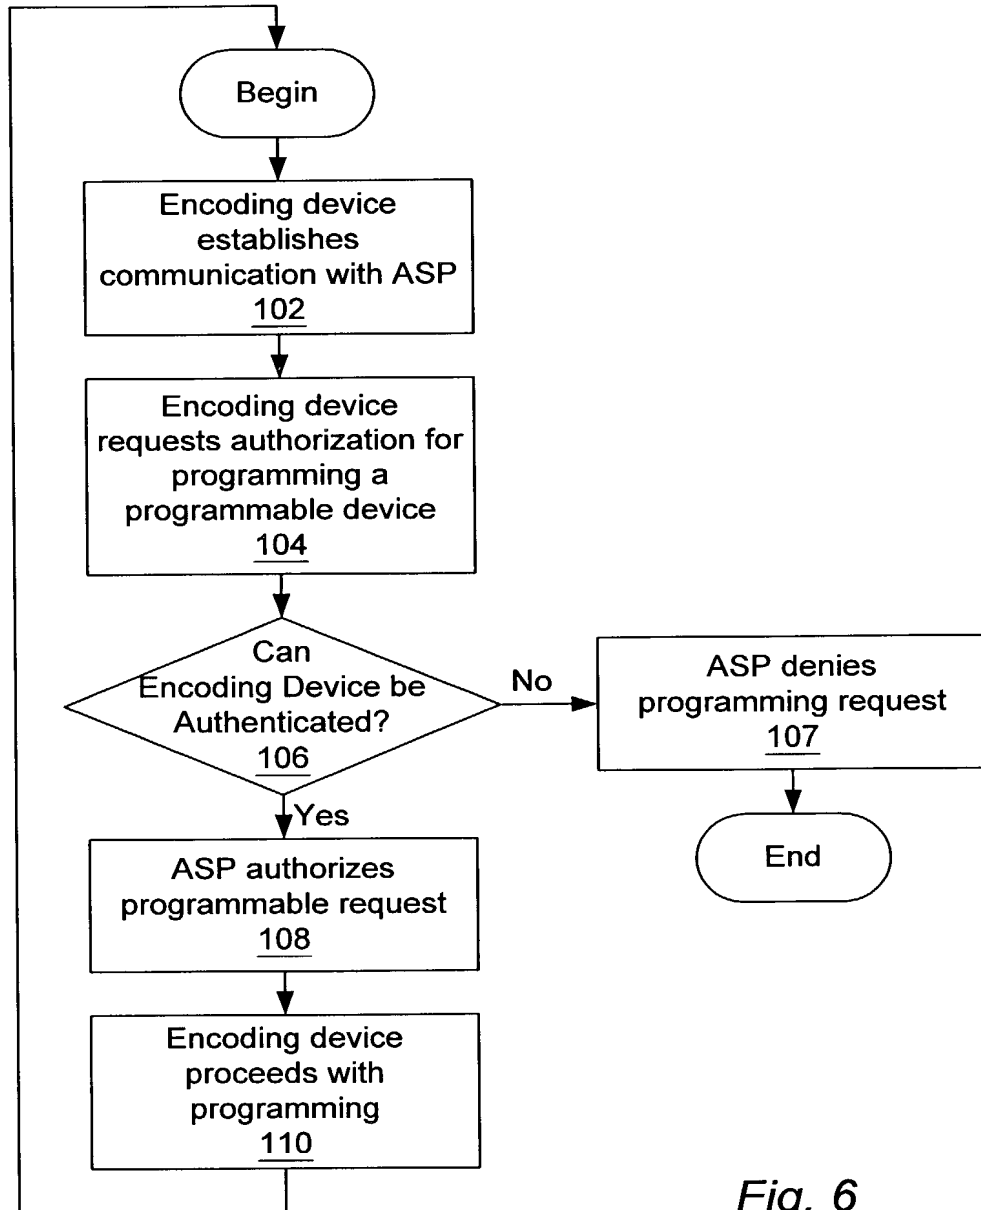 Begin
Encoding device
establishes
communication with ASP
102
Encoding device
requests authorization for
programming a
programmable device
104
Can
Encoding Device be
Authenticated?
106
No
ASP denies
programming request
107
End
Yes
ASP authorizes
programmable request
108
Encoding device
proceeds with
programming
110
Fig. 6